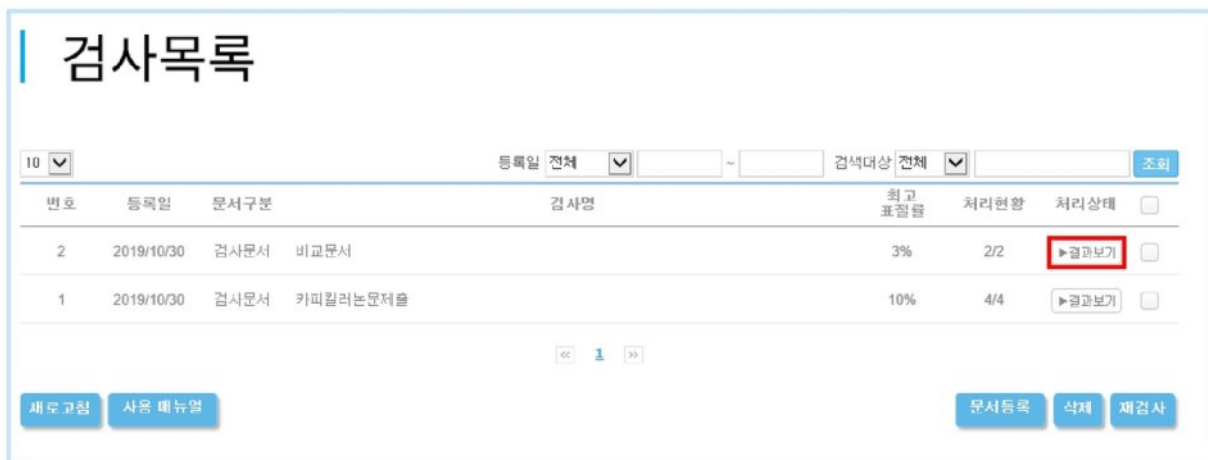 검사목록
10 등록일 전체 ~ 검색대상 전체 조회
번호 등록일 문서구분 검사명 최고 표절률 처리현황 처리상태
2 2019/10/30 검사문서 비교문서 3% 2/2 ▶결과보기
1 2019/10/30 검사문서 카피킬러논문제출 10% 4/4 ▶결과보기
<< 1 >>
새로고침 사용 매뉴얼 문서등록 삭제 재검사